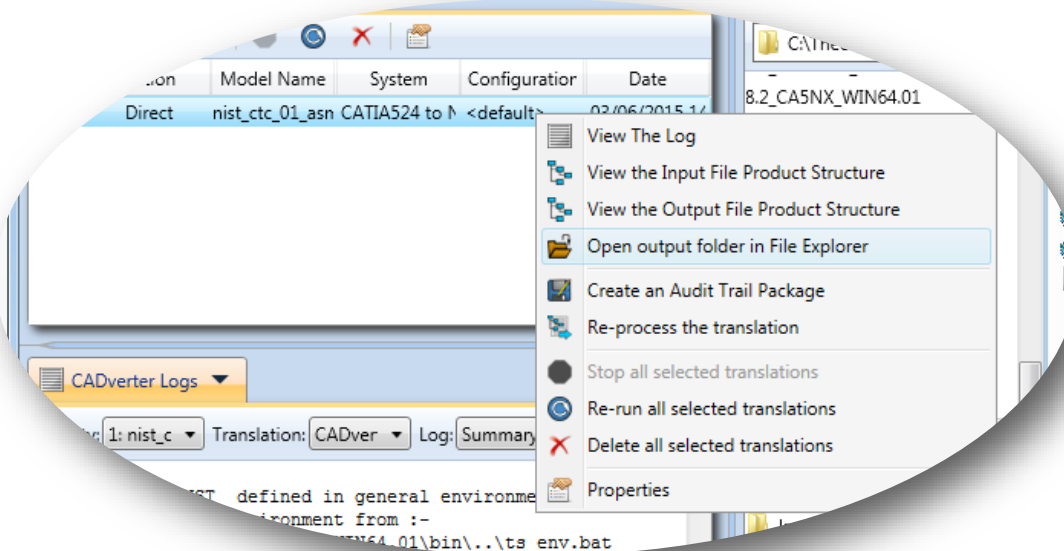 C:\Thec
Model Name System Configuration Date
8.2_CA5NX_WIN64.01
Direct nist_ctc_01_asn CATIA524 to N <default> 03/06/2015 14
View The Log
View the Input File Product Structure
View the Output File Product Structure
Open output folder in File Explorer
Create an Audit Trail Package
Re-process the translation
Stop all selected translations
CADverter Logs
Re-run all selected translations
1: nist_c Translation: CADver Log: Summary
Delete all selected translations
Properties
defined in general environme
ironment from :-
01\bin\..\ts_env.bat